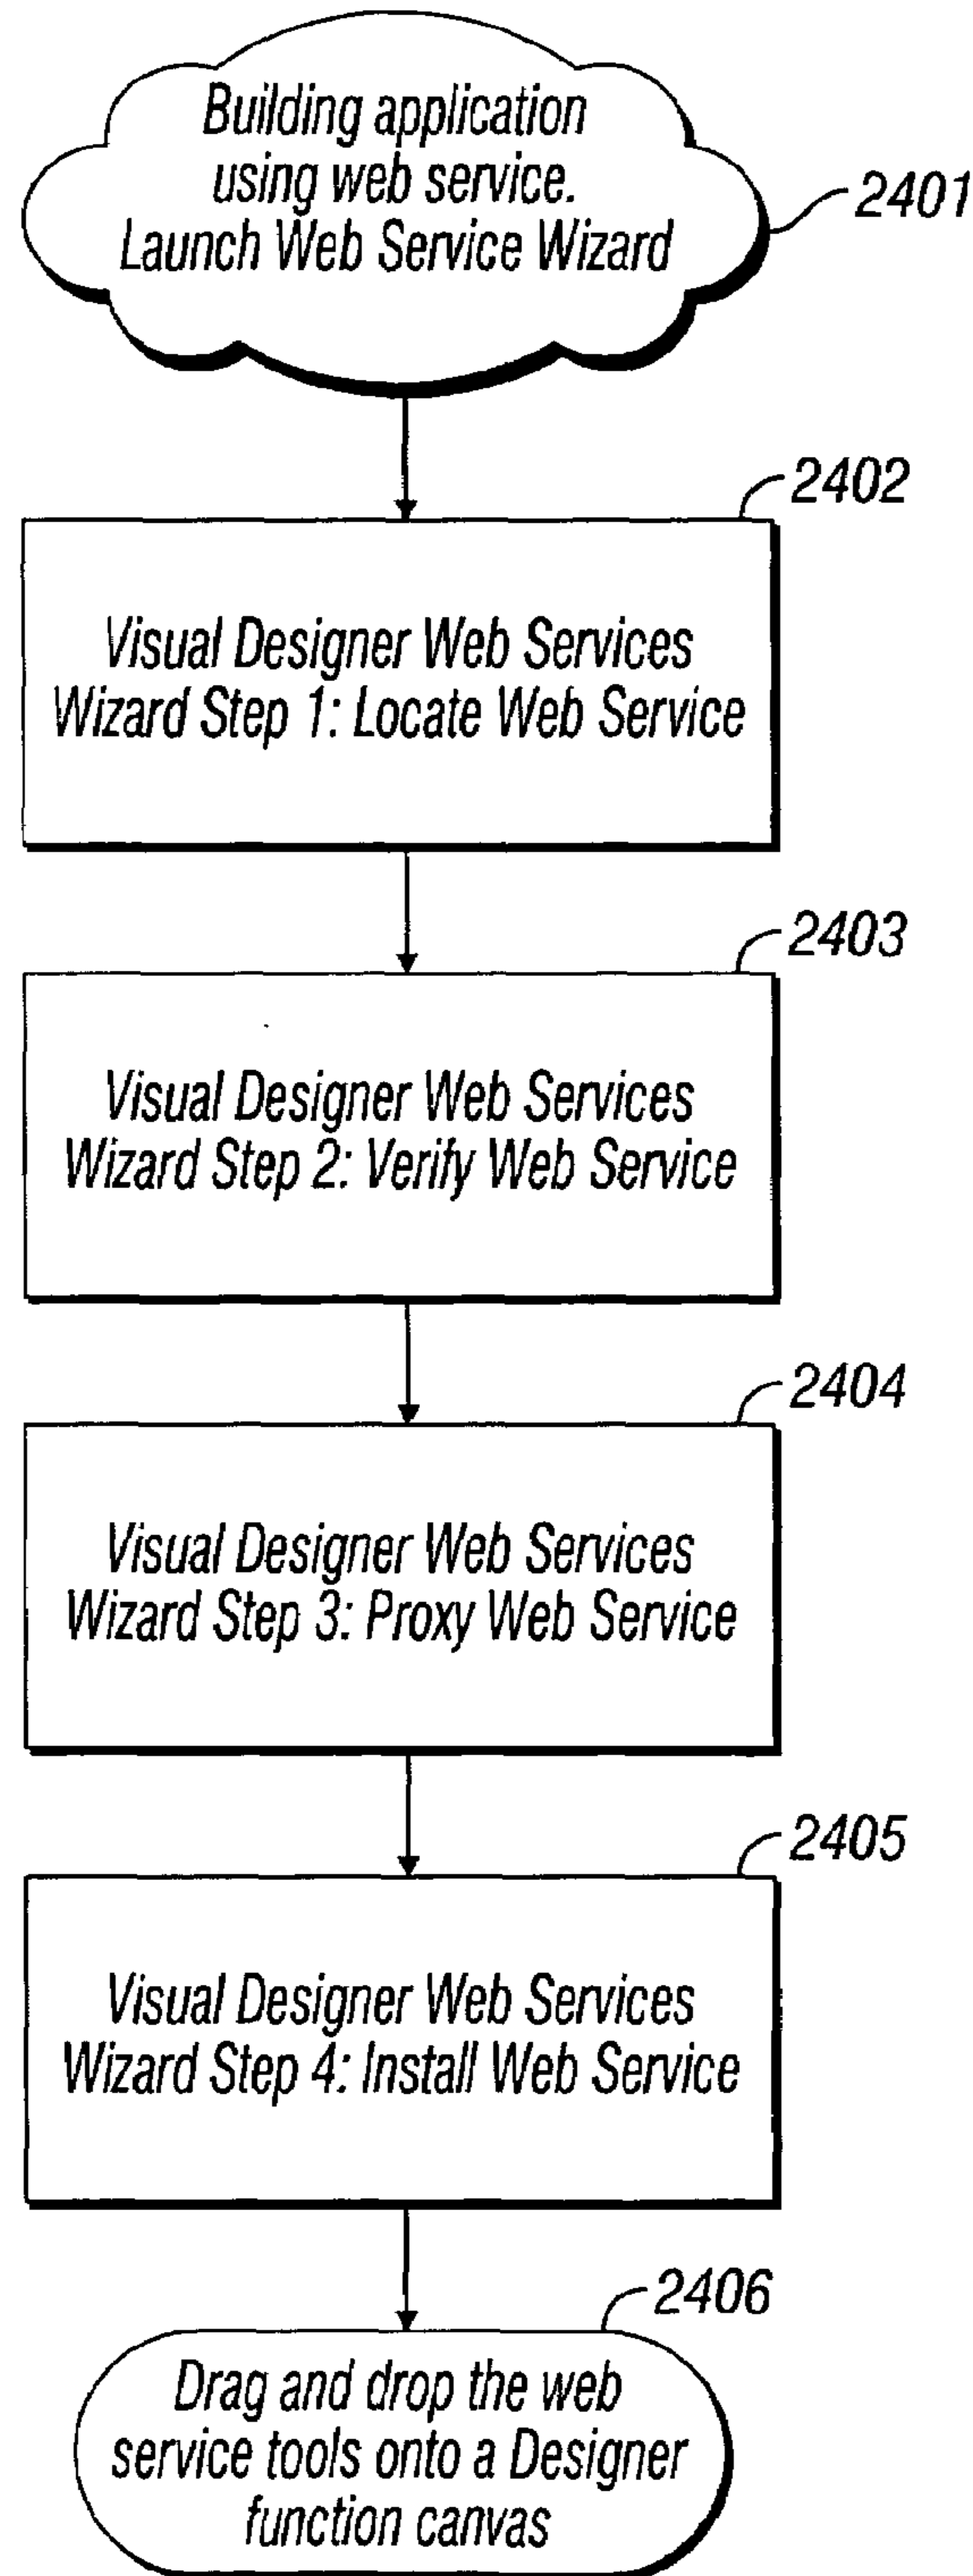 Building application
using web service.
Launch Web Service Wizard
2401
2402
Visual Designer Web Services
Wizard Step 1: Locate Web Service
2403
Visual Designer Web Services
Wizard Step 2: Verify Web Service
2404
Visual Designer Web Services
Wizard Step 3: Proxy Web Service
2405
Visual Designer Web Services
Wizard Step 4: Install Web Service
2406
Drag and drop the web
service tools onto a Designer
function canvas